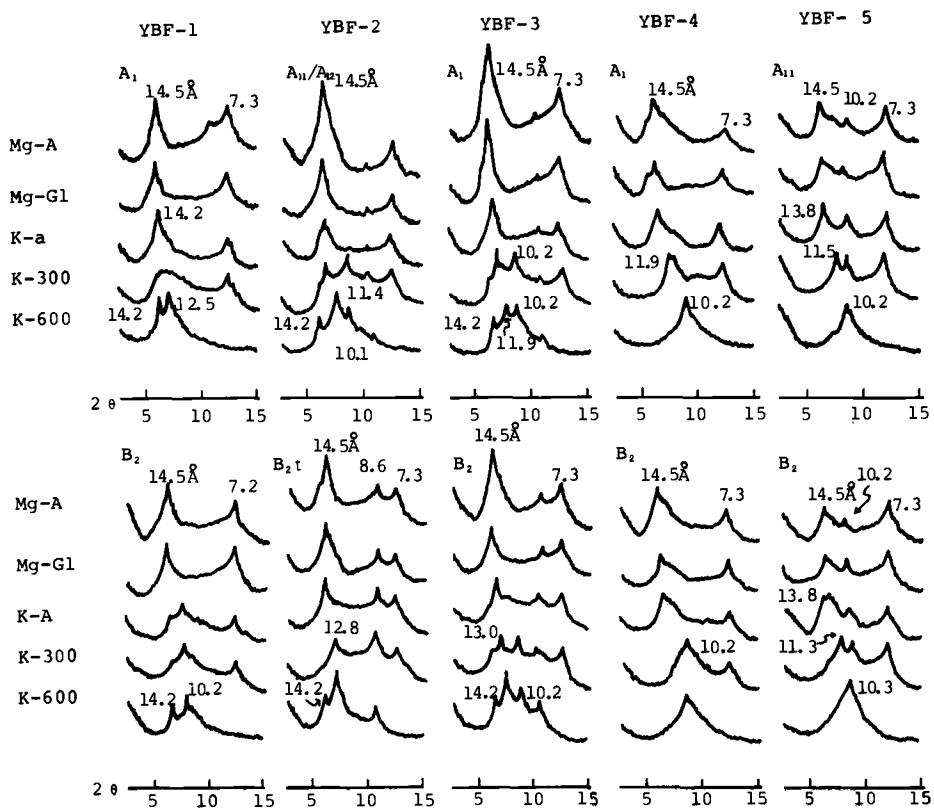 YBF-1 YBF-2 YBF-3 YBF-4 YBF- 5
A₁ A₁₁/A₁₂ A₁ A₁ A₁₁
14.5Å 14.5Å 14.5Å 7.3 14.5Å 7.3 14.5 10.2 7.3
7.3
Mg-A
Mg-Gl
14.2 13.8
K-a
10.2 11.9 11.5
K-300
12.5 11.4 10.2 10.2 10.2
K-600
14.2 14.2 14.2
10.1 11.9
2 θ 5 10 15 5 10 15 5 10 15 5 10 15 5 10 15
B₂ B₂t B₂ B₂ B₂
14.5Å 7.2 14.5Å 8.6 7.3 14.5Å 7.3 14.5Å 7.3 14.5Å 10.2 7.3
Mg-A
Mg-Gl
K-A
13.8
12.8 13.0 10.2 11.3
K-300
K-600
14.2 10.2 14.2 14.2 10.2 10.3
2 θ 5 10 15 5 10 15 5 10 15 5 10 15 5 10 15